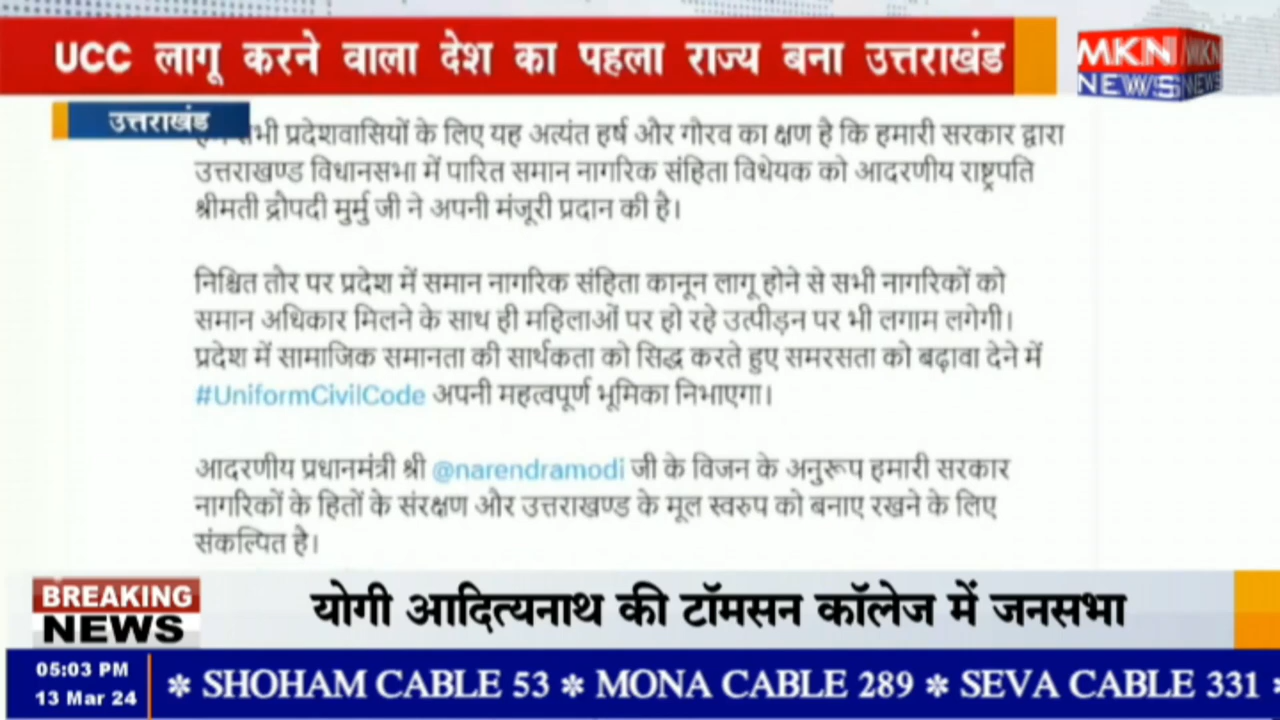 UCC लागू करने वाला देश का पहला राज्य बना उत्तराखंड
MKN
NEWS
उत्तराखंड
सभी प्रदेशवासियों के लिए यह अत्यंत हर्ष और गौरव का क्षण है कि हमारी सरकार द्वारा
उत्तराखण्ड विधानसभा में पारित समान नागरिक संहिता विधेयक को आदरणीय राष्ट्रपति
श्रीमती द्रौपदी मुर्मु जी ने अपनी मंजूरी प्रदान की है।
निश्चित तौर पर प्रदेश में समान नागरिक संहिता कानून लागू होने से सभी नागरिकों को
समान अधिकार मिलने के साथ ही महिलाओं पर हो रहे उत्पीड़न पर भी लगाम लगेगी।
प्रदेश में सामाजिक समानता की सार्थकता को सिद्ध करते हुए समरसता को बढ़ावा देने में
#UniformCivilCode अपनी महत्वपूर्ण भूमिका निभाएगा।
आदरणीय प्रधानमंत्री श्री @narendramodi जी के विजन के अनुरूप हमारी सरकार
नागरिकों के हितों के संरक्षण और उत्तराखण्ड के मूल स्वरुप को बनाए रखने के लिए
संकल्पित है।
BREAKING
NEWS
योगी आदित्यनाथ की टॉमसन कॉलेज में जनसभा
05:03 PM
13 Mar 24
* SHOHAM CABLE 53 * MONA CABLE 289 * SEVA CABLE 331 *